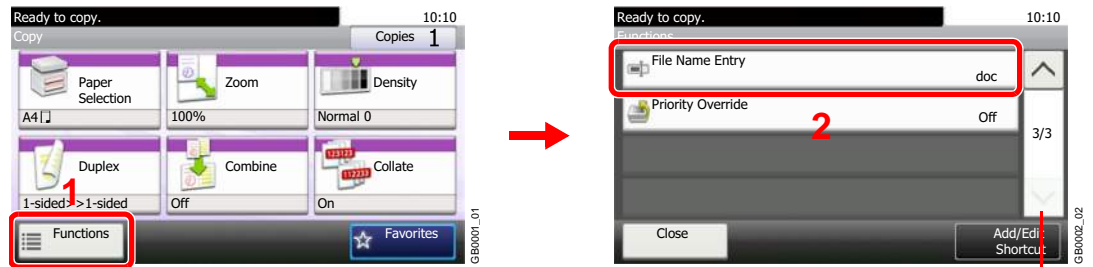 Ready to copy.
10:10
Copy
Copies 1
Paper
Selection
A4
Zoom
100%
Density
Normal 0
Duplex
1-sided>>1-sided
1
Combine
Off
123123
112233
Collate
On
Functions
Favorites
GB0001_01
Ready to copy.
10:10
Functions
File Name Entry
doc
Priority Override
Off
2
3/3
Close
Add/Edit
Shortcut
GB0002_02